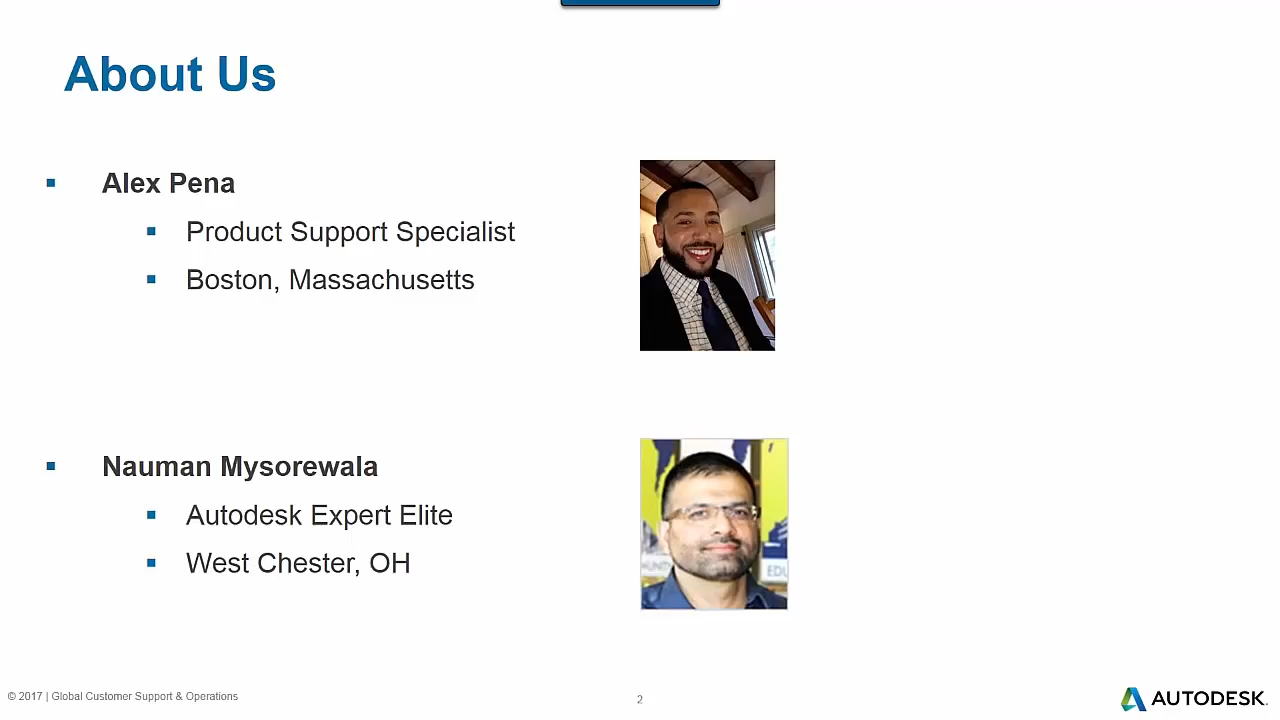 About Us
▪ Alex Pena
▪ Product Support Specialist
▪ Boston, Massachusetts
▪ Nauman Mysorewala
▪ Autodesk Expert Elite
▪ West Chester, OH
© 2017 | Global Customer Support & Operations
2
AUTODESK.